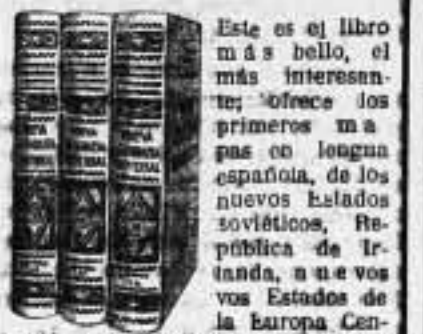 Este es el libro
más bello, el
más interesan-
te; ofrece los
primeros ma
pas en lengua
española, de los
nuevos Estados
soviéticos, Re-
pública de Ir-
landa, nuevos
vos Estados de
la Europa Cen-